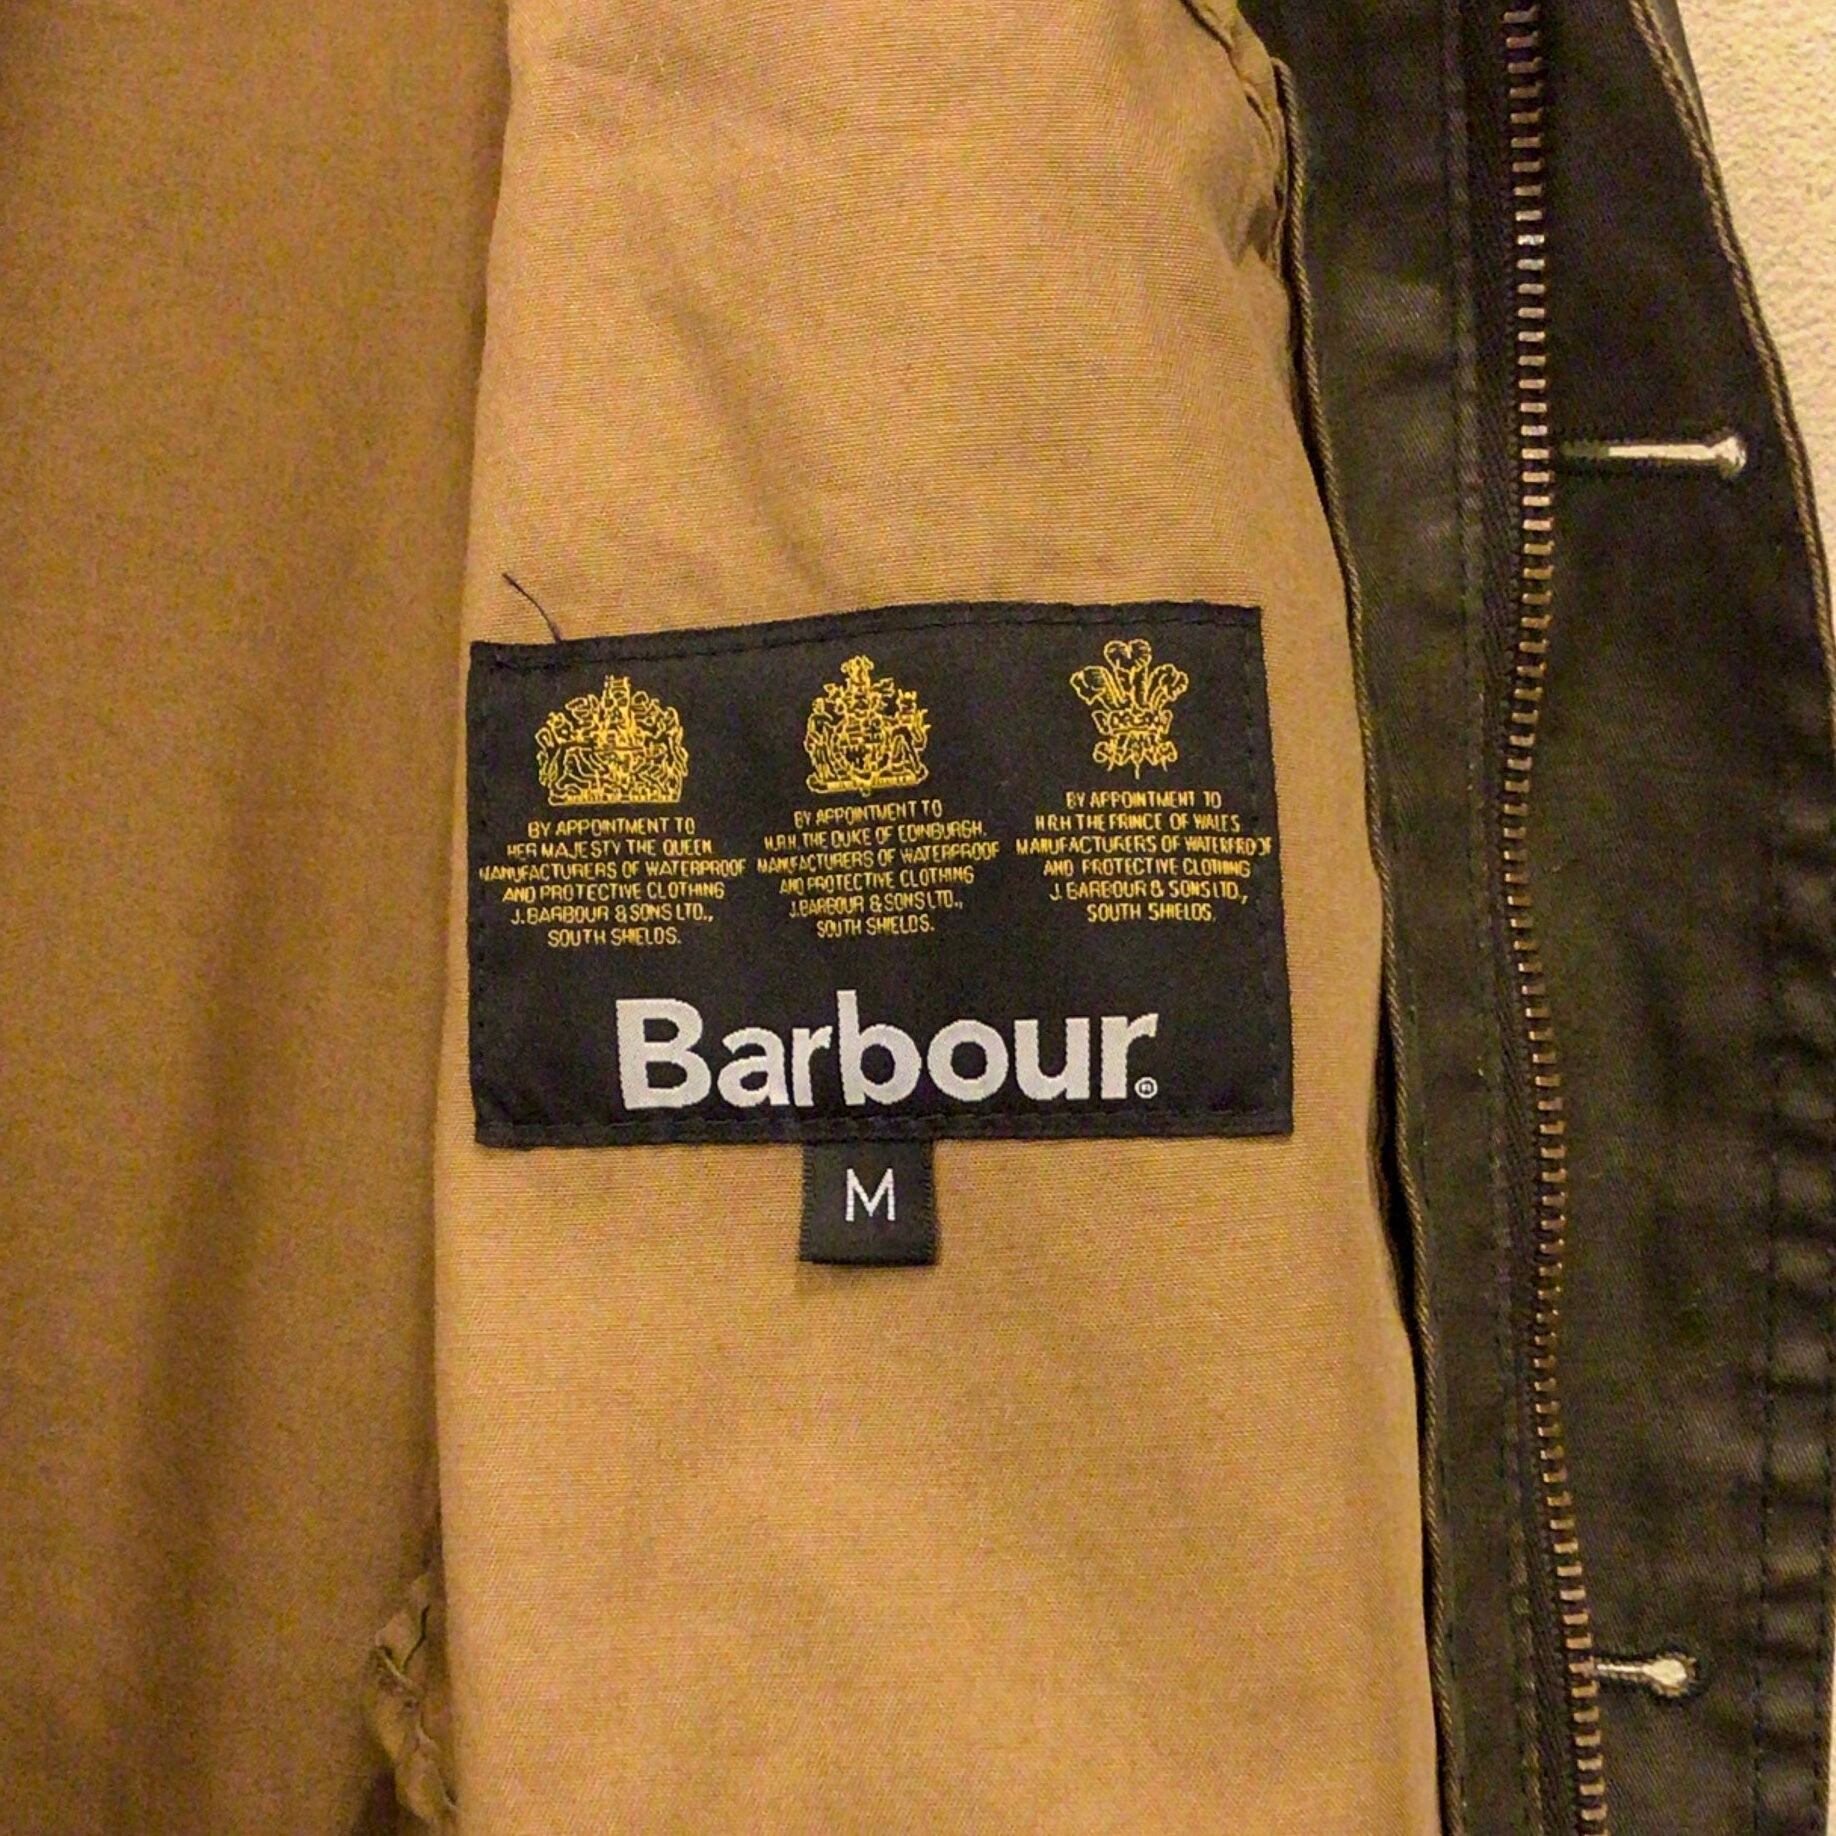 BY APPOINTMENT TO
HER MAJESTY THE QUEEN
MANUFACTURERS OF WATERPROOF
AND PROTECTIVE CLOTHING
J. BARBOUR & SONS LTD.,
SOUTH SHIELDS.
BY APPOINTMENT TO
H.R.H. THE DUKE OF EDINBURGH.
MANUFACTURERS OF WATERPROOF
AND PROTECTIVE CLOTHING
J. BARBOUR & SONS LTD.,
SOUTH SHIELDS.
BY APPOINTMENT TO
H.R.H THE PRINCE OF WALES
MANUFACTURERS OF WATERPROOF
AND PROTECTIVE CLOTHING
J. BARBOUR & SONS LTD.,
SOUTH SHIELDS.
Barbour®
M